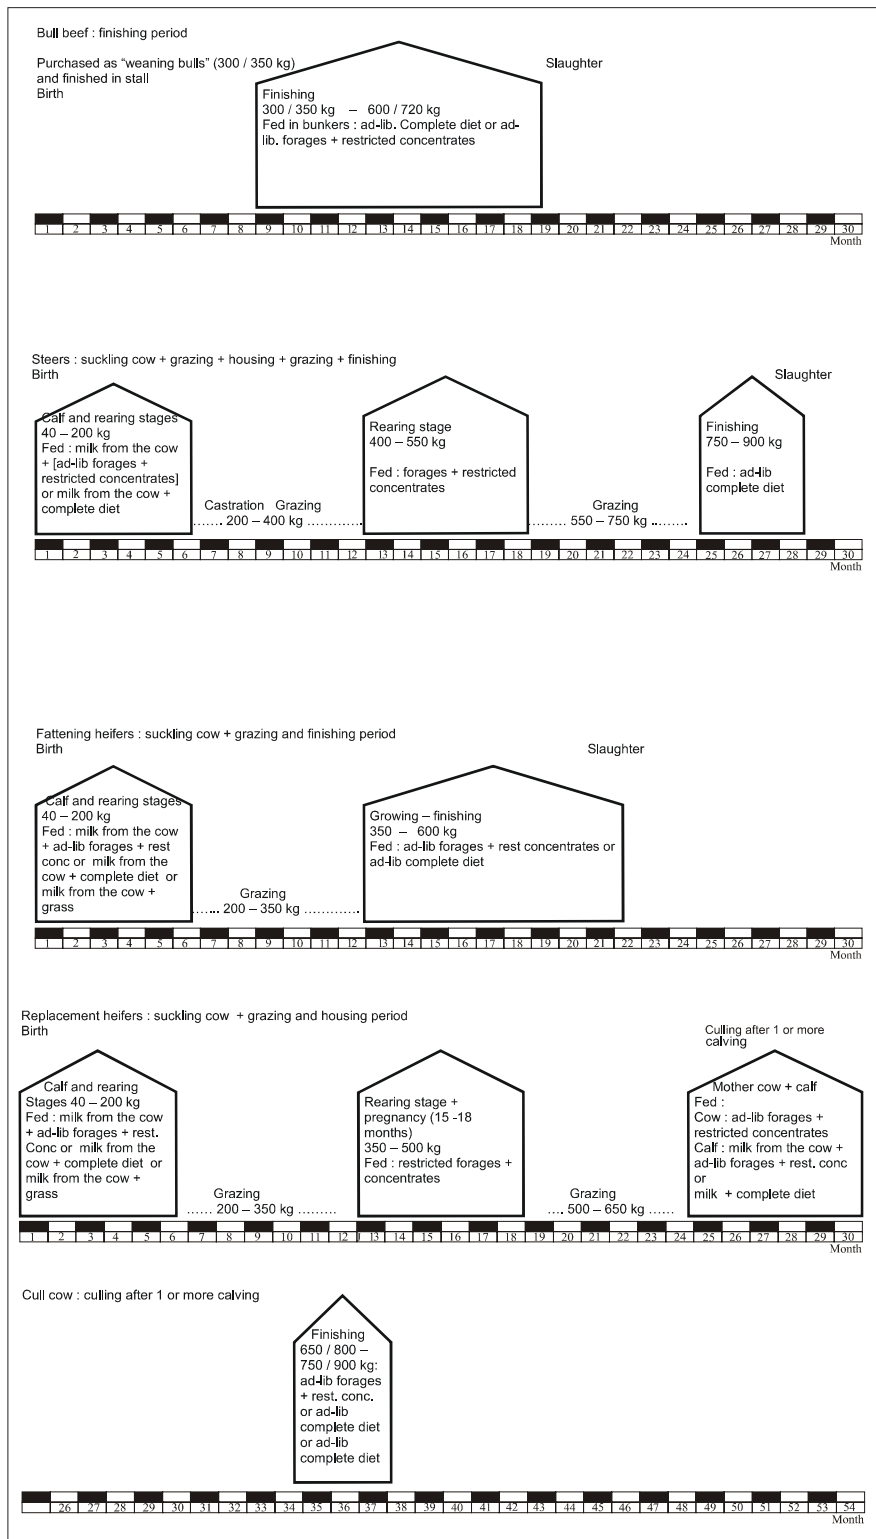 Bull beef : finishing period
Purchased as “weaning bulls” (300 / 350 kg)
and finished in stall
Birth
Slaughter
Finishing
300 / 350 kg – 600 / 720 kg
Fed in bunkers : ad-lib. Complete diet or ad-
lib. forages + restricted concentrates
1 2 3 4 5 6 7 8 9 10 11 12 13 14 15 16 17 18 19 20 21 22 23 24 25 26 27 28 29 30
Month
Steers : suckling cow + grazing + housing + grazing + finishing
Birth
Slaughter
Calf and rearing stages
40 – 200 kg
Fed : milk from the cow
+ [ad-lib forages +
restricted concentrates]
or milk from the cow +
complete diet
Castration Grazing
....... 200 – 400 kg .............
Rearing stage
400 – 550 kg
Fed : forages + restricted
concentrates
Grazing
......... 550 – 750 kg .. .......
Finishing
750 – 900 kg
Fed : ad-lib
complete diet
1 2 3 4 5 6 7 8 9 10 11 12 13 14 15 16 17 18 19 20 21 22 23 24 25 26 27 28 29 30
Month
Fattening heifers : suckling cow + grazing and finishing period
Birth
Slaughter
Calf and rearing stages
40 – 200 kg
Fed : milk from the cow
+ ad-lib forages + rest
conc or milk from the
cow + complete diet or
milk from the cow +
grass
Grazing
....... 200 – 350 kg .............
Growing – finishing
350 – 600 kg
Fed : ad-lib forages + rest concentrates or
ad-lib complete diet
1 2 3 4 5 6 7 8 9 10 11 12 13 14 15 16 17 18 19 20 21 22 23 24 25 26 27 28 29 30
Month
Replacement heifers : suckling cow + grazing and housing period
Birth
Culling after 1 or more
calving
Calf and rearing
Stages 40 – 200 kg
Fed : milk from the cow
+ ad-lib forages + rest.
Conc or milk from the
cow + complete diet or
milk from the cow +
grass
Grazing
...... 200 – 350 kg ............
Rearing stage +
pregnancy (15 -18
months)
350 – 500 kg
Fed : restricted forages +
concentrates
Grazing
.... 500 – 650 kg .. ......
Mother cow + calf
Fed :
Cow : ad-lib forages +
restricted concentrates
Calf : milk from the cow +
ad-lib forages + rest. conc
or
milk + complete diet
1 2 3 4 5 6 7 8 9 10 11 12 13 14 15 16 17 18 19 20 21 22 23 24 25 26 27 28 29 30
Month
Cull cow : culling after 1 or more calving
Finishing
650 / 800 –
750 / 900 kg:
ad-lib forages
+ rest. conc.
or ad-lib
complete diet
or ad-lib
complete diet
26 27 28 29 30 31 32 33 34 35 36 37 38 39 40 41 42 43 44 45 46 47 48 49 50 51 52 53 54
Month